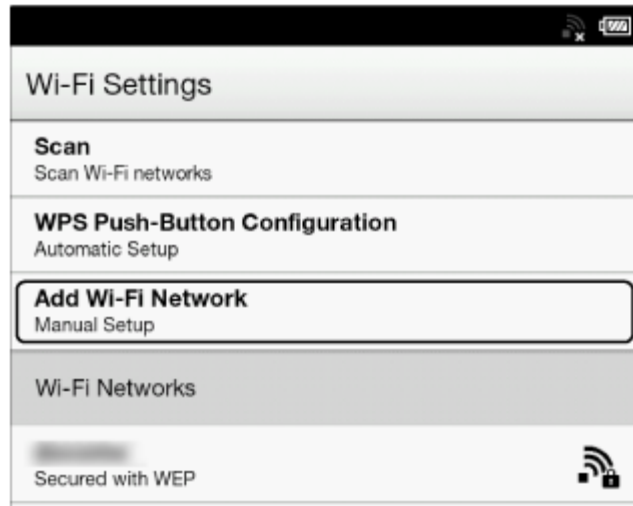 Wi-Fi Settings
Scan
Scan Wi-Fi networks
WPS Push-Button Configuration
Automatic Setup
Add Wi-Fi Network
Manual Setup
Wi-Fi Networks
Secured with WEP